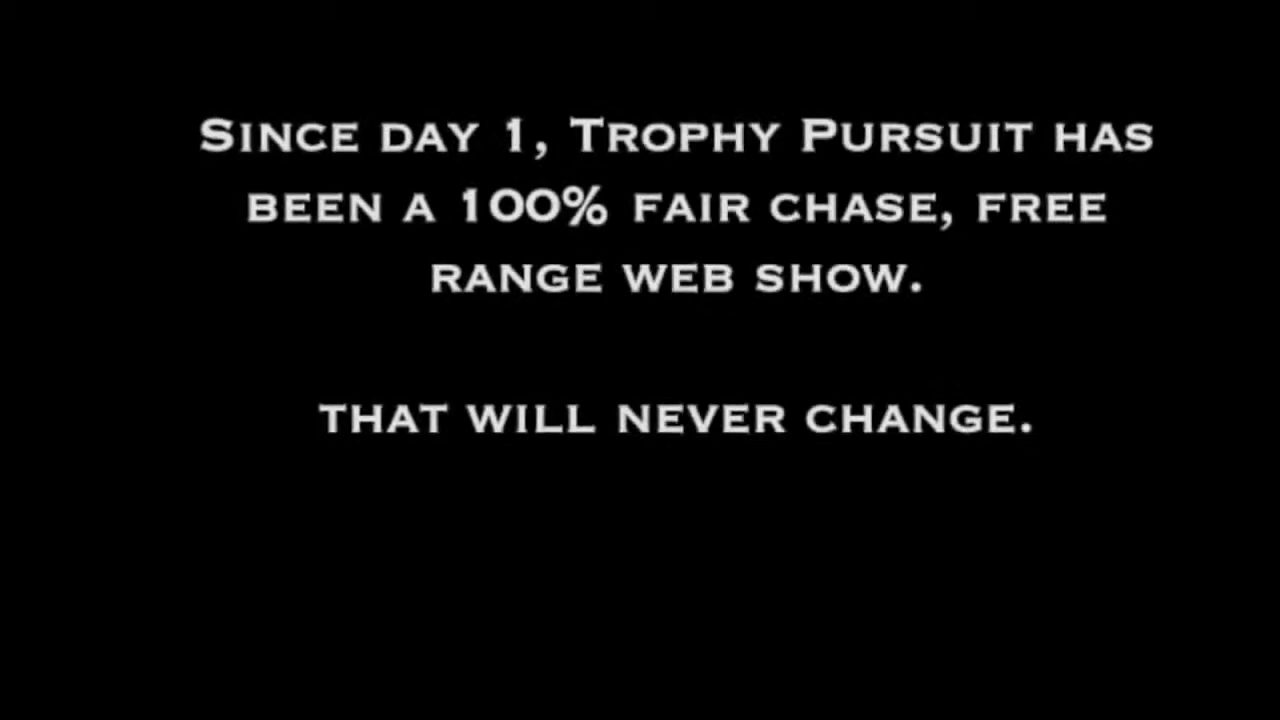 Since day 1, Trophy Pursuit has
been a 100% fair chase, free
range web show.
that will never change.